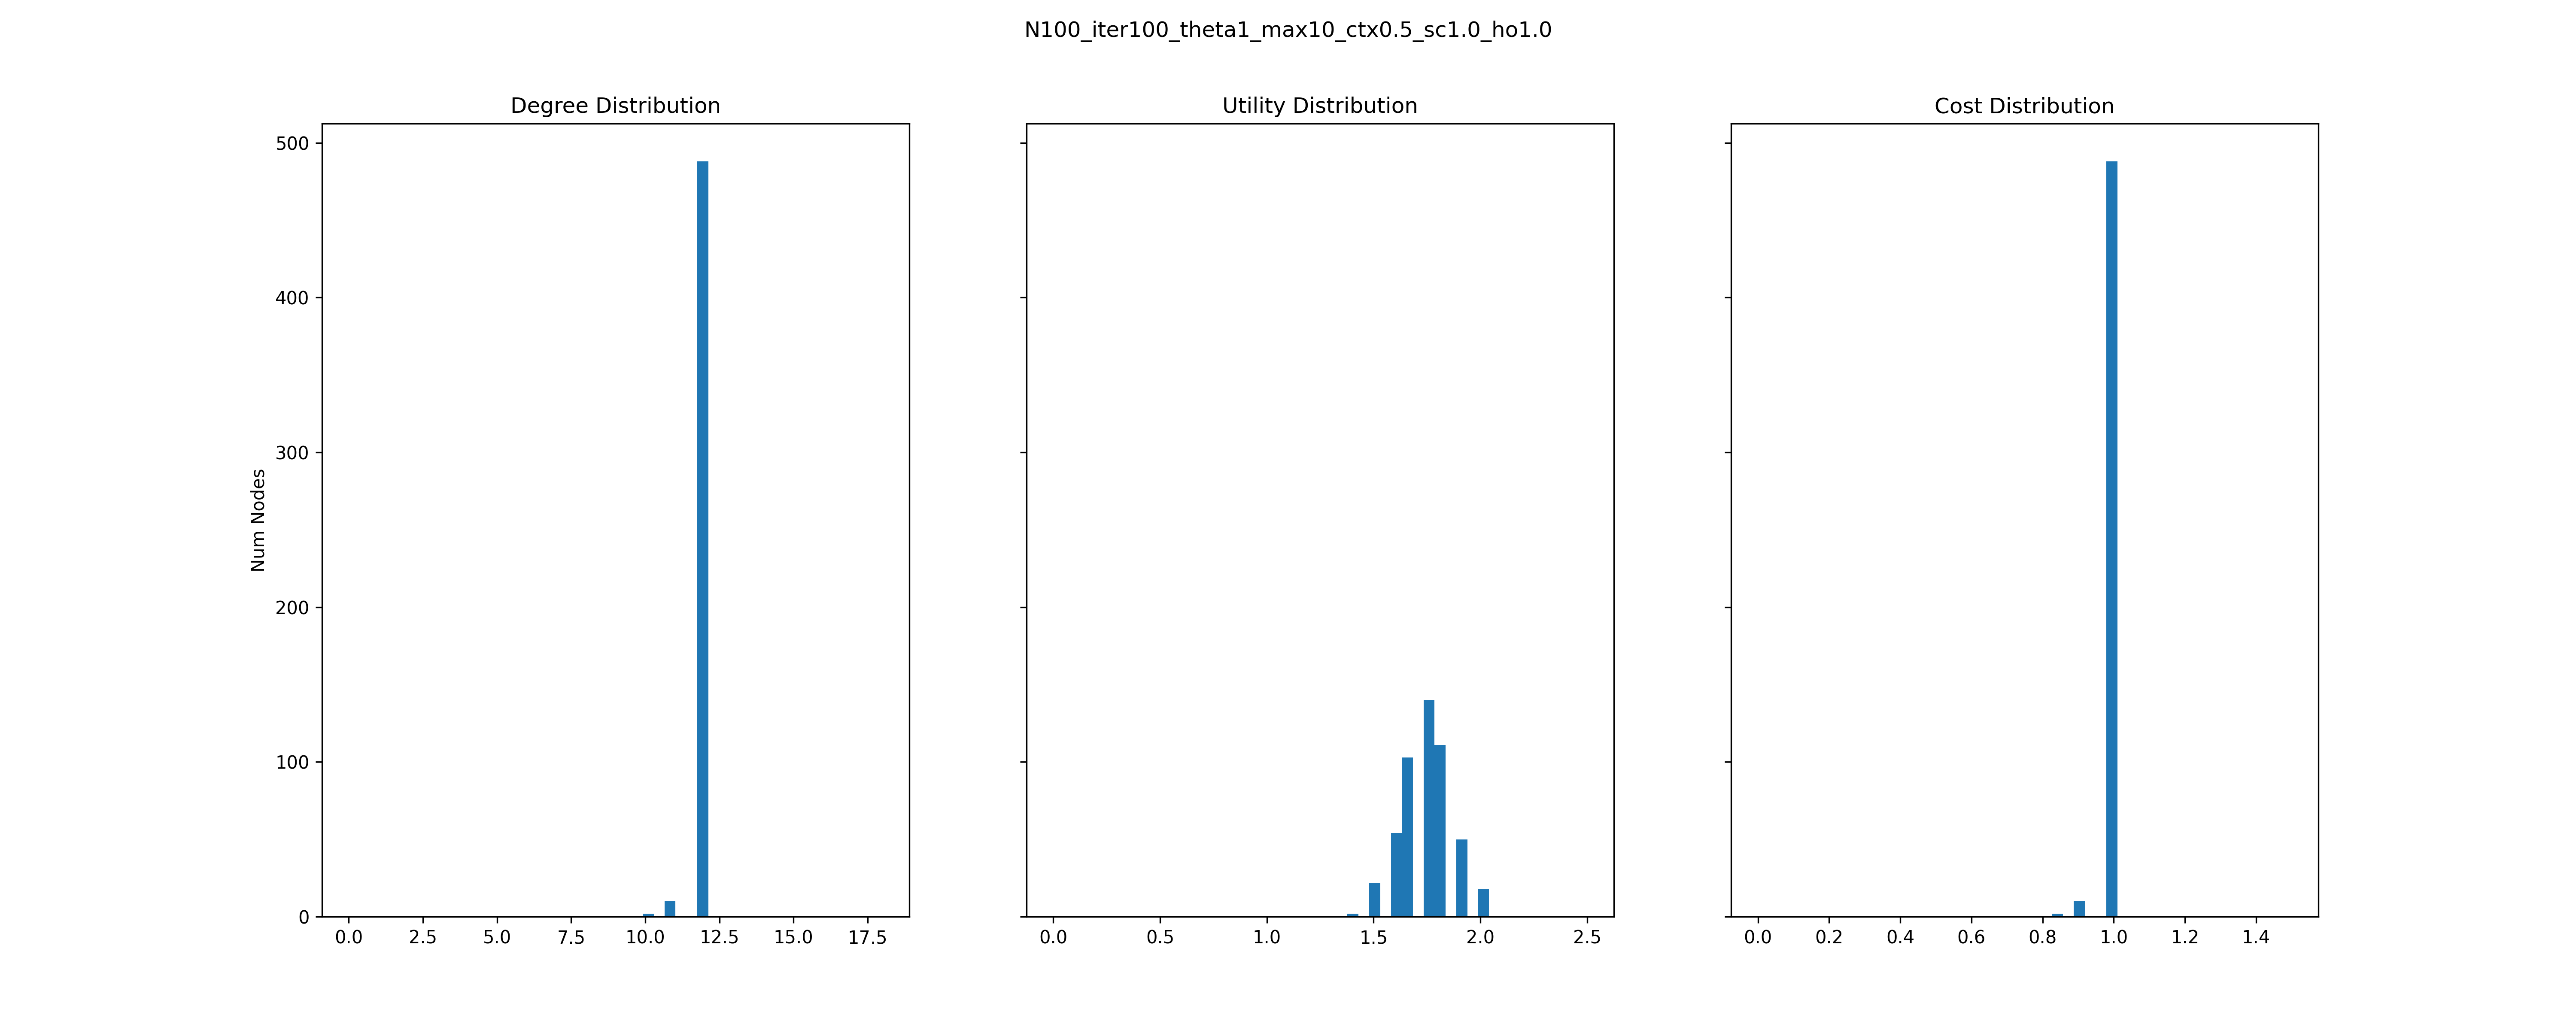 N100_iter100_theta1_max10_ctx0.5_sc1.0_ho1.0
Degree Distribution
Utility Distribution
Cost Distribution
Num Nodes
500
400
300
200
100
0
0.0 2.5 5.0 7.5 10.0 12.5 15.0 17.5
0.0 0.5 1.0 1.5 2.0 2.5
0.0 0.2 0.4 0.6 0.8 1.0 1.2 1.4